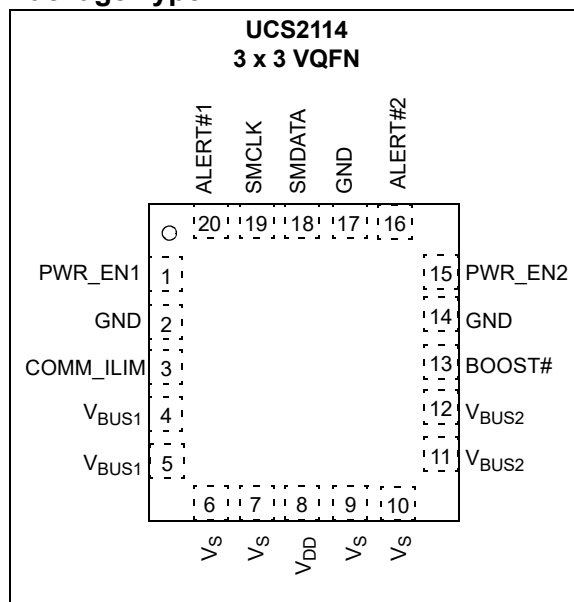 UCS2114
3 x 3 VQFN
ALERT#1
SMCLK
SMDATA
GND
ALERT#2
20 19 18 17 16
PWR_EN1 1
GND 2
COMM_ILIM 3
VBUS1 4
VBUS1 5
15 PWR_EN2
14 GND
13 BOOST#
12 VBUS2
11 VBUS2
6 7 8 9 10
VS
VS
VDD
VS
VS